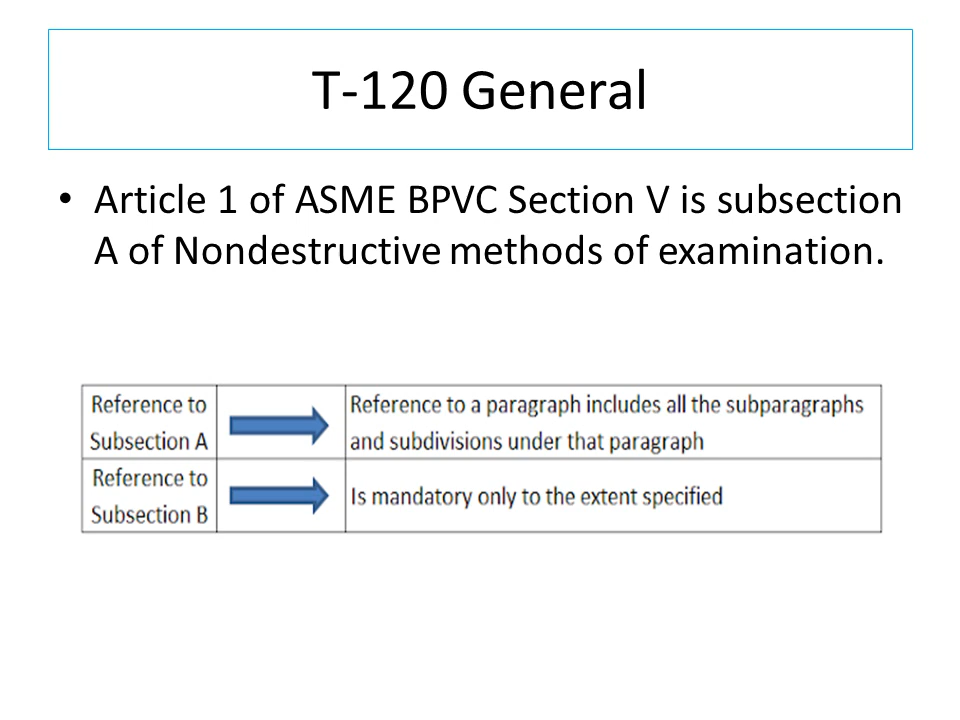 T-120 General
• Article 1 of ASME BPVC Section V is subsection
A of Nondestructive methods of examination.
Reference to
Subsection A
Reference to a paragraph includes all the subparagraphs
and subdivisions under that paragraph
Reference to
Subsection B
Is mandatory only to the extent specified